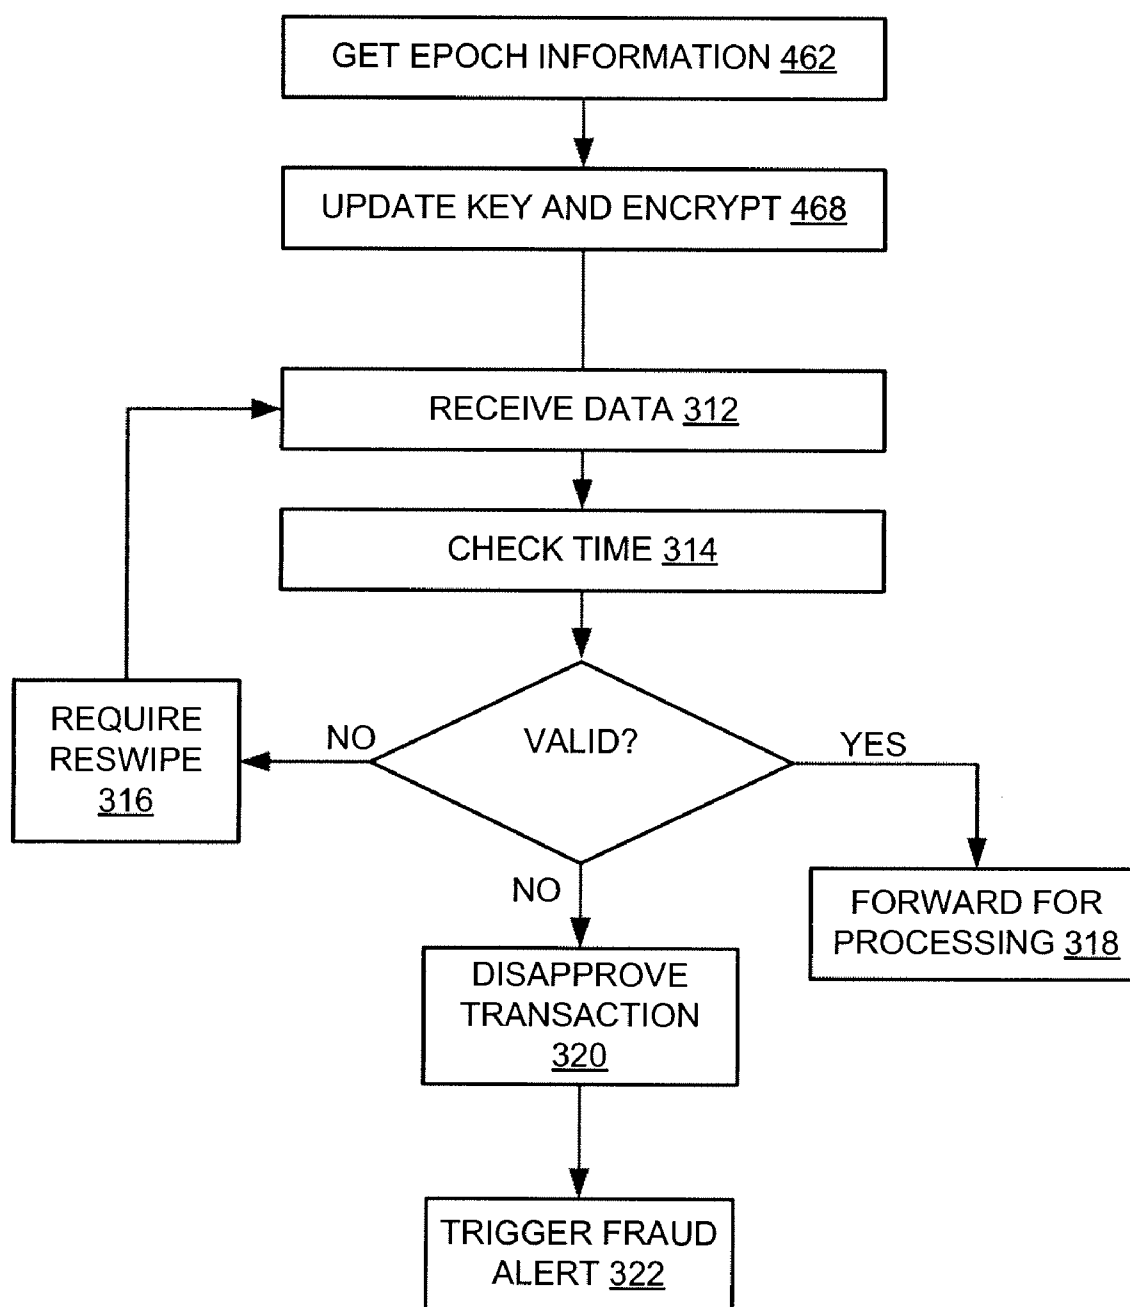 GET EPOCH INFORMATION 462
UPDATE KEY AND ENCRYPT 468
RECEIVE DATA 312
CHECK TIME 314
REQUIRE
RESWIPE
316
NO
VALID?
YES
NO
FORWARD FOR
PROCESSING 318
DISAPPROVE
TRANSACTION
320
TRIGGER FRAUD
ALERT 322